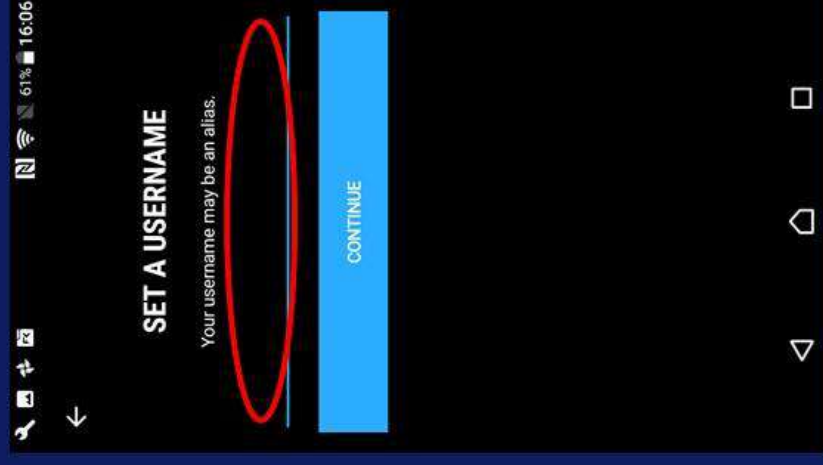 61% 16:06
SET A USERNAME
Your username may be an alias.
CONTINUE